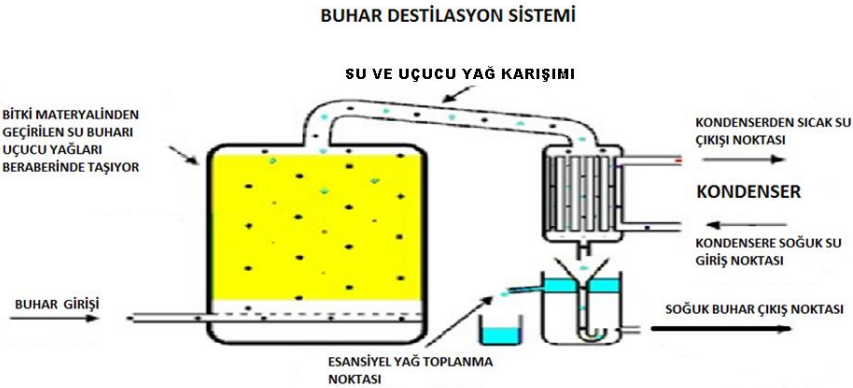 BUHAR DESTİLASYON SİSTEMİ
SU VE UÇUCU YAĞ KARIŞIMI
BİTKİ MATERYALİNDEN
GEÇİRİLEN SU BUHARI
UÇUCU YAĞLARI
BERABERİNDE TAŞIYOR
KONDENSERDEN SICAK SU
ÇIKIŞI NOKTASI
KONDENSER
KONDENSERE SOĞUK SU
GİRİŞ NOKTASI
BUHAR GİRİŞİ
SOĞUK BUHAR ÇIKIŞ NOKTASI
ESANSİYEL YAĞ TOPLANMA
NOKTASI